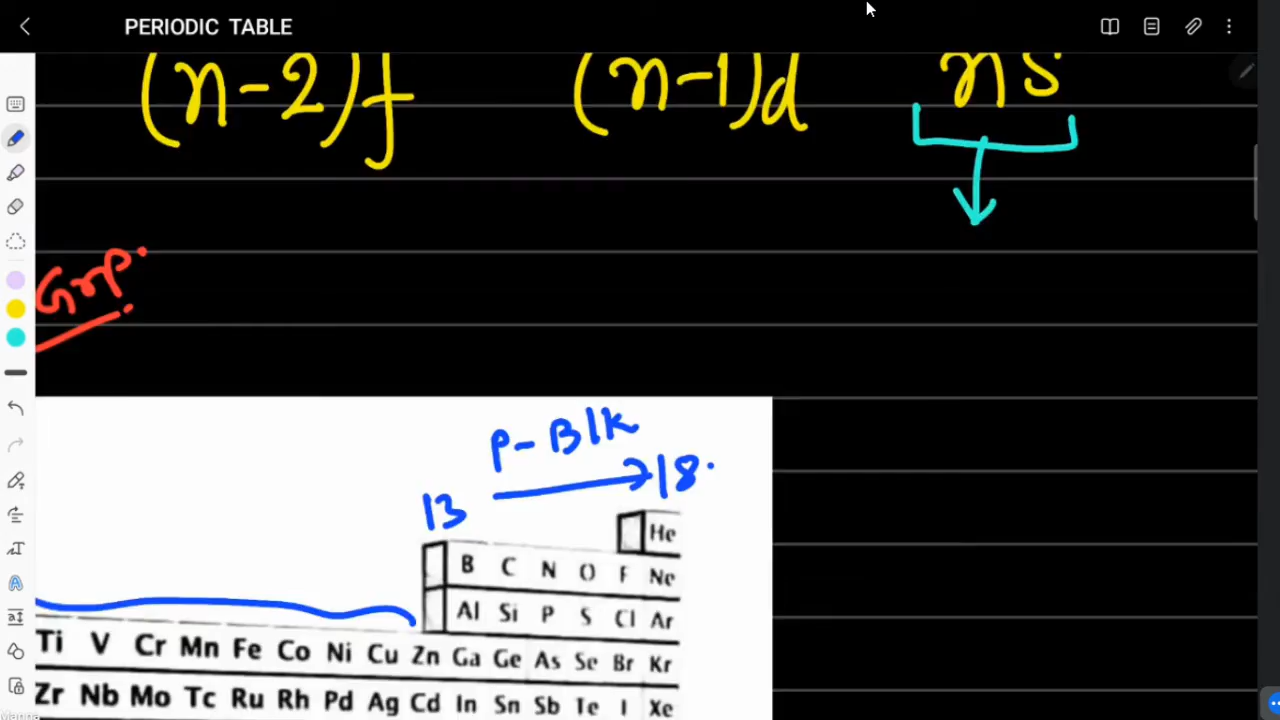 PERIODIC TABLE
(n-2)f (n-1)d ns
Grp.
P-Blk
13 18.
He
B C N O F Ne
Al Si P S Cl Ar
Ti V Cr Mn Fe Co Ni Cu Zn Ga Ge As Se Br Kr
Zr Nb Mo Tc Ru Rh Pd Ag Cd In Sn Sb Te I Xe